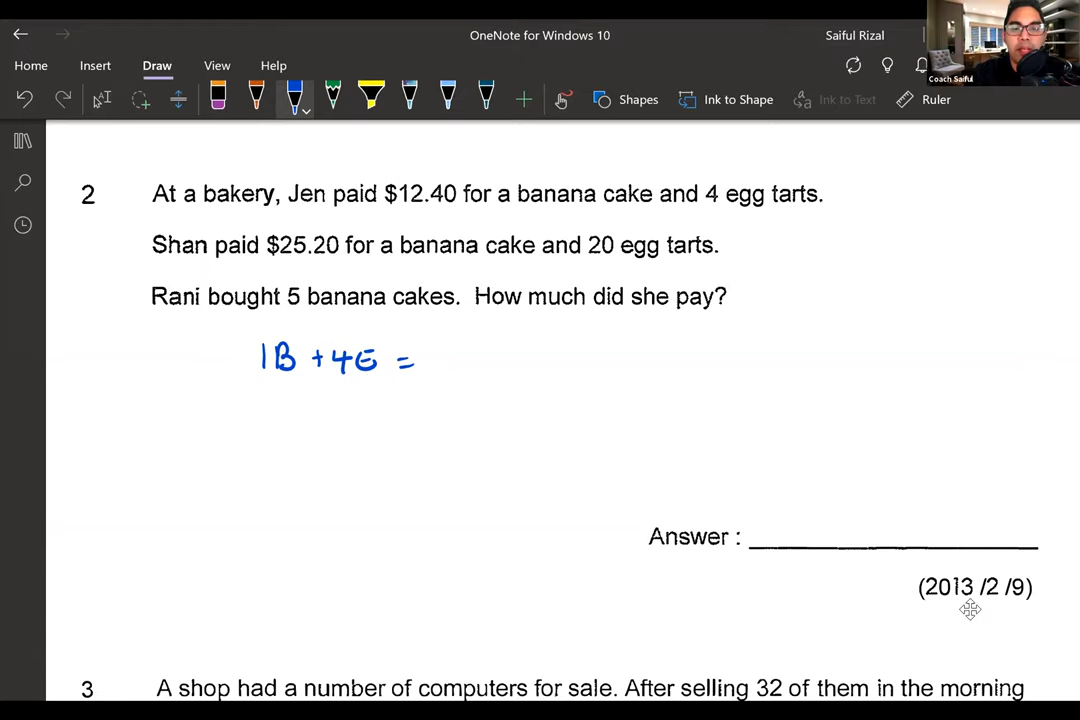 OneNote for Windows 10
Saiful Rizal
Coach Saiful
Home Insert Draw View Help
Shapes Ink to Shape Ink to Text Ruler
2 At a bakery, Jen paid $12.40 for a banana cake and 4 egg tarts.
Shan paid $25.20 for a banana cake and 20 egg tarts.
Rani bought 5 banana cakes. How much did she pay?
1B + 4E =
Answer : ____________________
(2013 /2 /9)
3 A shop had a number of computers for sale. After selling 32 of them in the morning